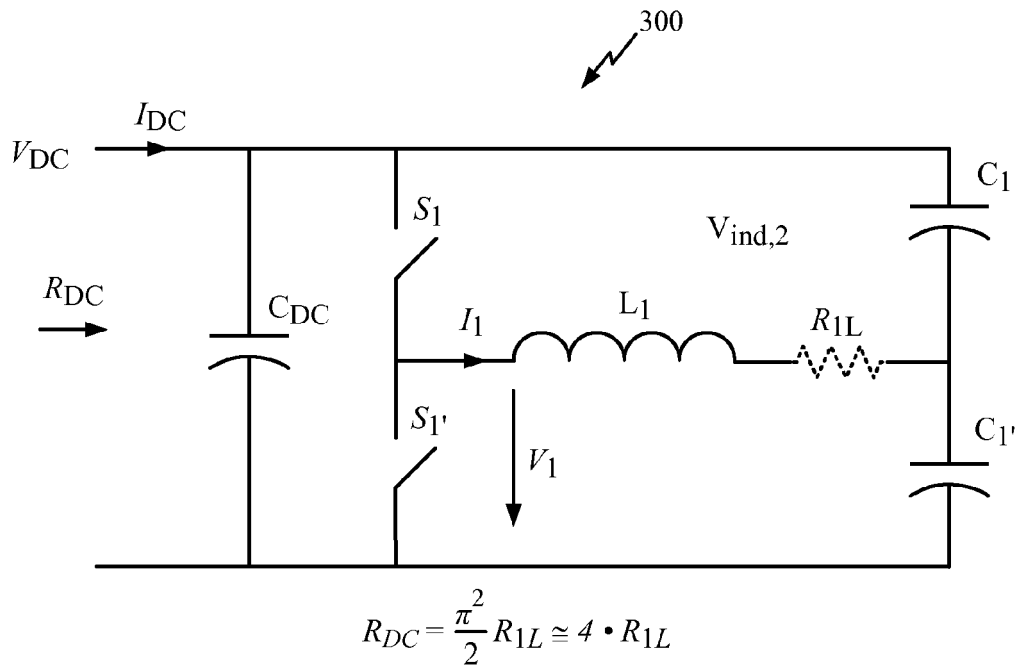 300
I_DC
V_DC
C_1
S_1
V_ind,2
R_DC
C_DC
L_1
I_1
R_1L
S_1'
C_1'
V_1
R_DC = π²/2 R_1L ≅ 4 • R_1L